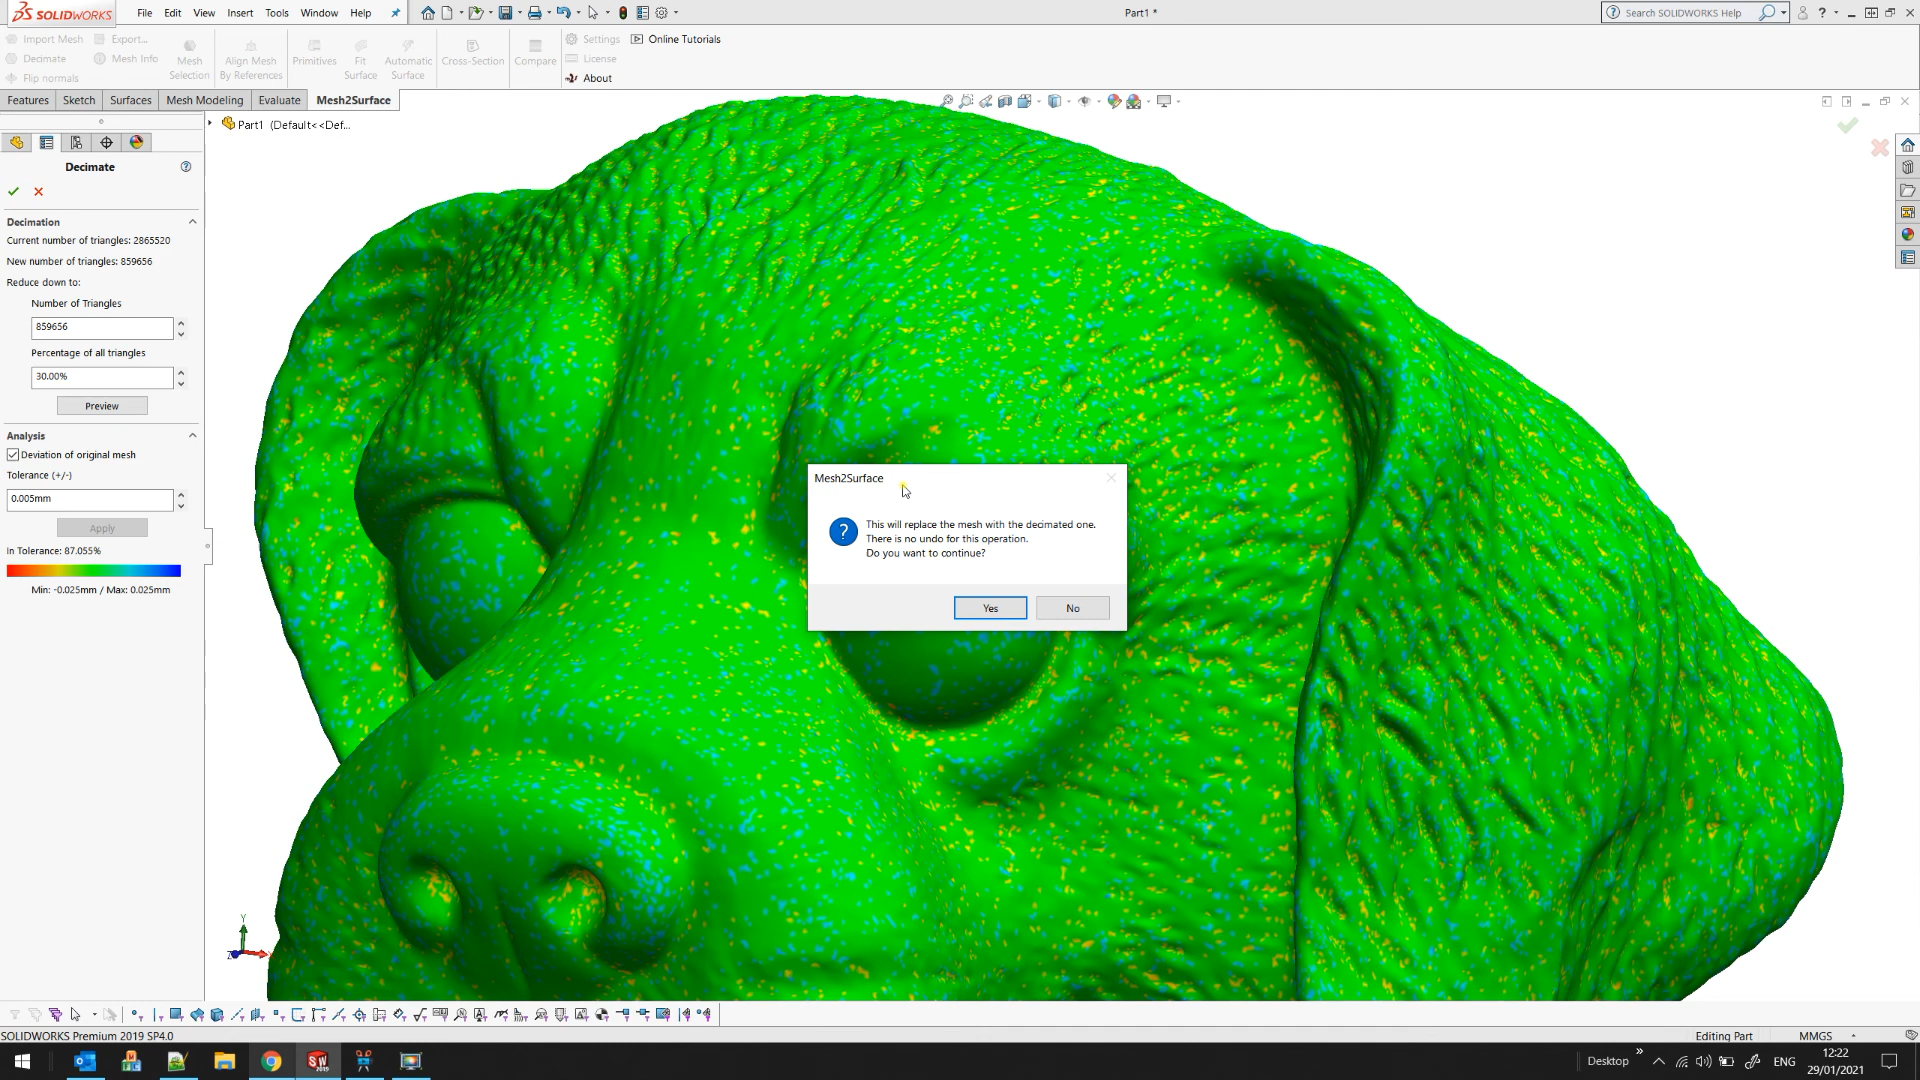 SOLIDWORKS
File Edit View Insert Tools Window Help
Part1 *
Search SOLIDWORKS Help
Import Mesh
Export...
Decimate
Mesh Info
Flip normals
Mesh
Selection
Align Mesh
By References
Primitives
Fit
Surface
Automatic
Surface
Cross-Section
Compare
Settings
Online Tutorials
License
About
Features Sketch Surfaces Mesh Modeling Evaluate Mesh2Surface
Part1 (Default<<Def...
Decimate
Decimation
Current number of triangles: 2865520
New number of triangles: 859656
Reduce down to:
Number of Triangles
859656
Percentage of all triangles
30.00%
Preview
Analysis
Deviation of original mesh
Tolerance (+/-)
0.005mm
Apply
In Tolerance: 87.055%
Min: -0.025mm / Max: 0.025mm
Mesh2Surface
This will replace the mesh with the decimated one.
There is no undo for this operation.
Do you want to continue?
Yes
No
Y
Z
SOLIDWORKS Premium 2019 SP4.0
Editing Part
MMGS
SW
2019
Desktop
ENG
12:22
29/01/2021